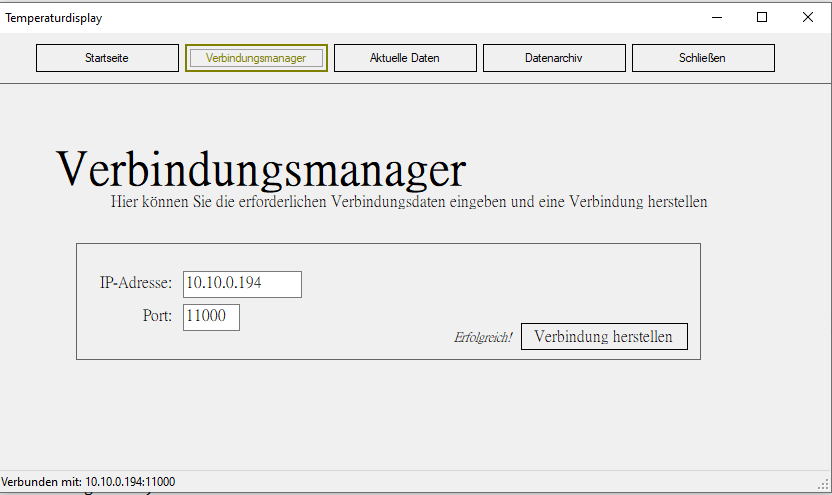 Temperaturdisplay
Startseite Verbindungsmanager Aktuelle Daten Datenarchiv Schließen
Verbindungsmanager
Hier können Sie die erforderlichen Verbindungsdaten eingeben und eine Verbindung herstellen
IP-Adresse: 10.10.0.194
Port: 11000
Erfolgreich! Verbindung herstellen
Verbunden mit: 10.10.0.194:11000